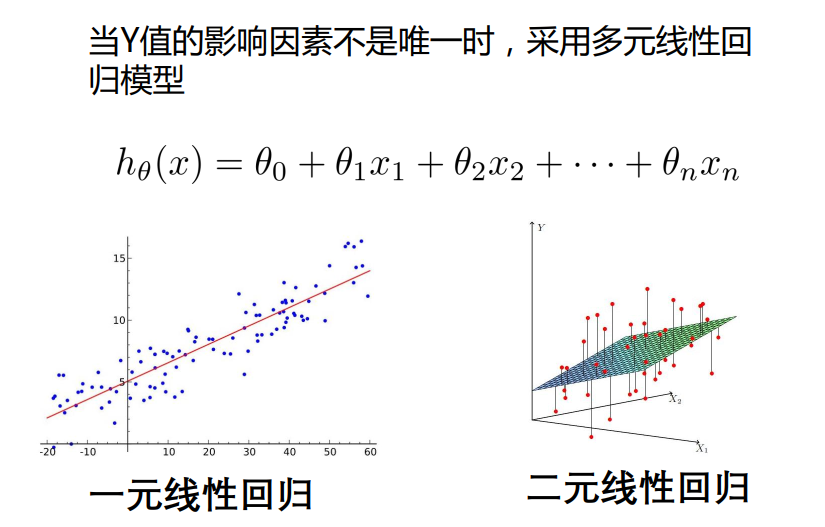 当Y值的影响因素不是唯一时，采用多元线性回
归模型
hθ(x) = θ0 + θ1x1 + θ2x2 + ··· + θnxn
15
10
5
-20 -10 10 20 30 40 50 60
Y
X2
X1
一元线性回归
二元线性回归